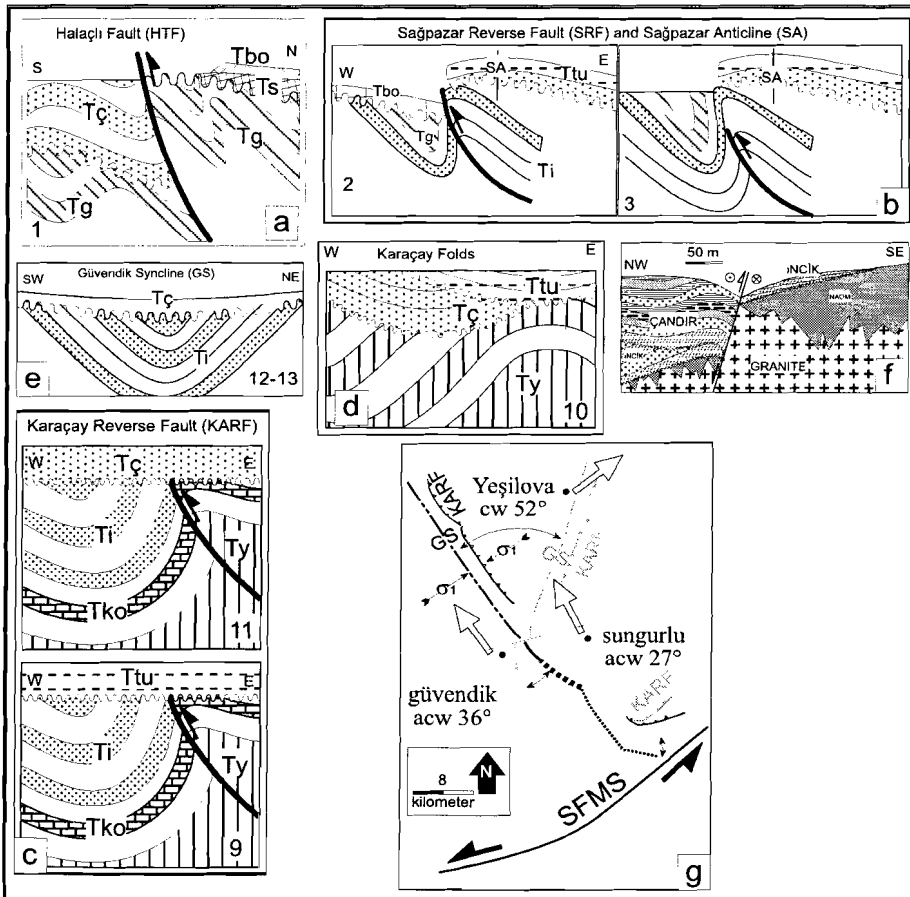 Halaçlı Fault (HTF)
S
N
Tbo
Ts
Tç
Tg
Tg
1
a
Sağpazar Reverse Fault (SRF) and Sağpazar Anticline (SA)
W
E
SA
Ttu
SA
Tbo
Tg
Ti
2
3
b
Güvendik Syncline (GS)
SW
NE
Tç
Ti
e
12-13
W
E
Karaçay Folds
Ttu
Tç
Ty
d
10
NW
50 m
SE
NCİK
ÇANDIR
NCİK
GRANITE
f
Karaçay Reverse Fault (KARF)
W
E
Tç
Ti
Ty
Tko
11
W
Ttu
E
Ti
Ty
Tko
c
9
KARF
Yeşilova
cw 52°
GS
σ1
GS
KARF
σ1
sungurlu
acw 27°
güvendik
acw 36°
KARF
8
kilometer
N
SFMS
g